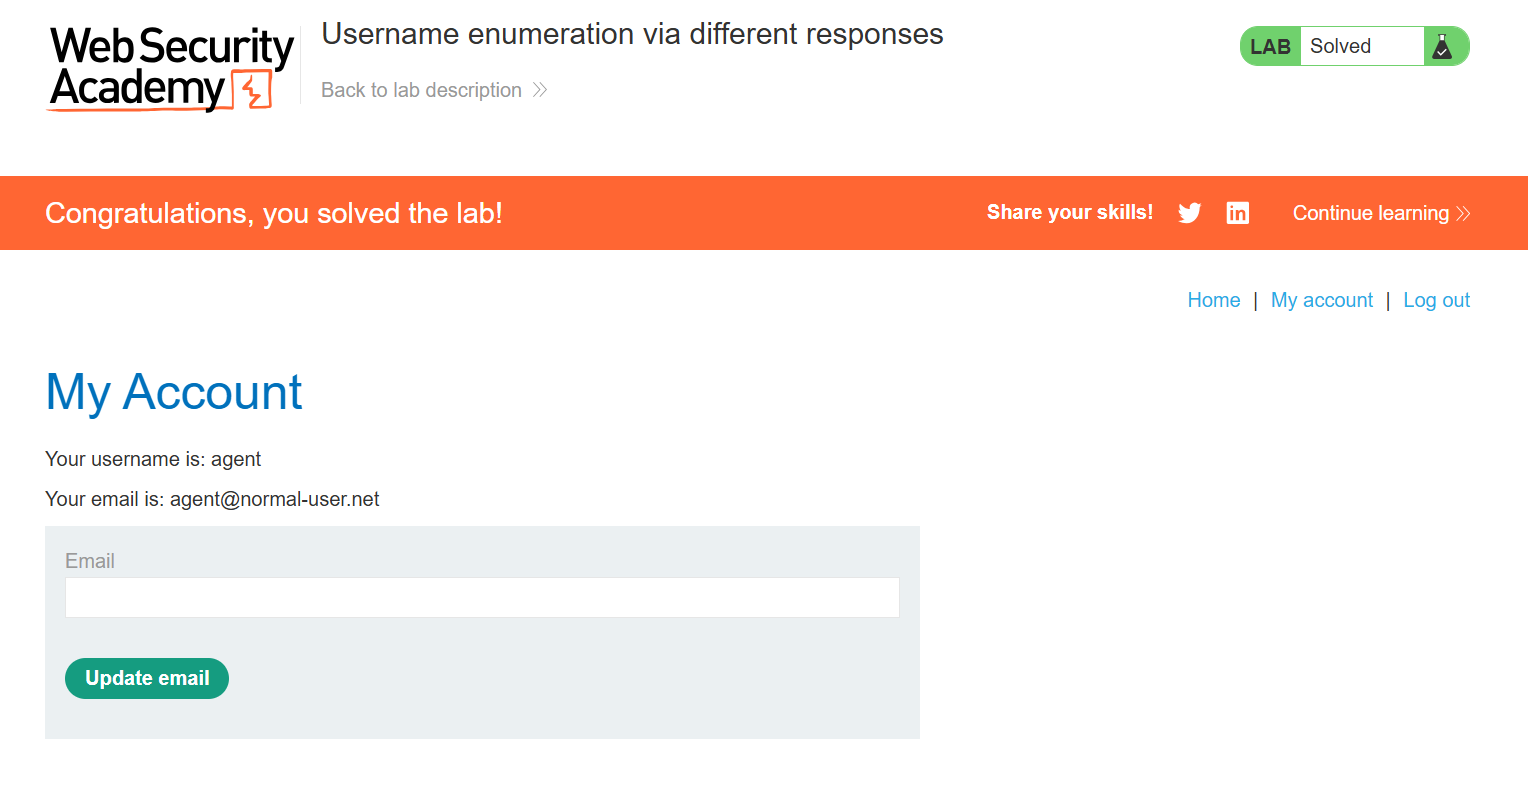 Web Security
Academy
Username enumeration via different responses
Back to lab description
LAB Solved
Congratulations, you solved the lab!
Share your skills!
Continue learning
Home | My account | Log out
My Account
Your username is: agent
Your email is: agent@normal-user.net
Email
Update email